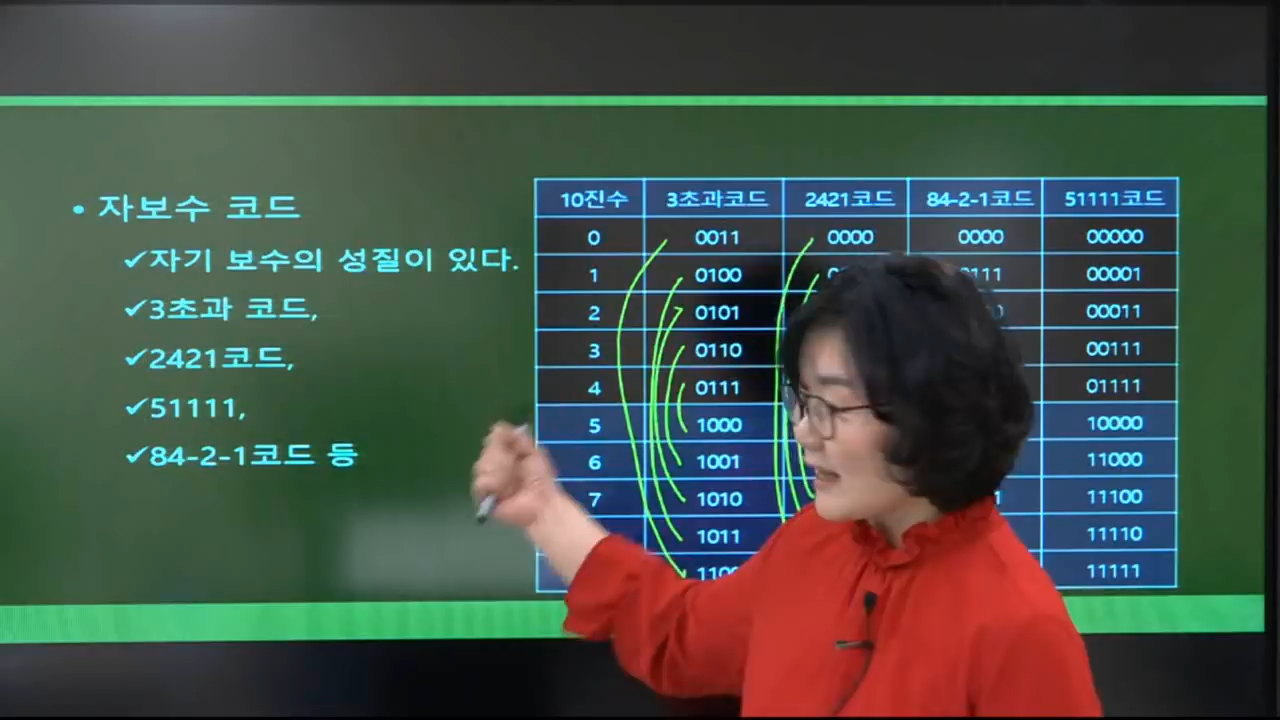 • 자보수 코드
✓자기 보수의 성질이 있다.
✓3초과 코드,
✓2421코드,
✓51111,
✓84-2-1코드 등
10진수 3초과코드 2421코드 84-2-1코드 51111코드
0 0011 0000 0000 00000
1 0100 00001
2 0101 00011
3 0110 00111
4 0111 01111
5 1000 10000
6 1001 11000
7 1010 11100
1011 11110
11111